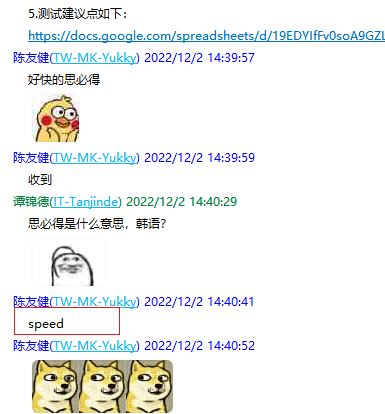 5.测试建议点如下：
https://docs.google.com/spreadsheets/d/19EDYIfFv0soA9GZL
陈友健(TW-MK-Yukky) 2022/12/2 14:39:57
好快的思必得
陈友健(TW-MK-Yukky) 2022/12/2 14:39:59
收到
谭锦德(IT-Tanjinde) 2022/12/2 14:40:29
思必得是什么意思，韩语？
陈友健(TW-MK-Yukky) 2022/12/2 14:40:41
speed
陈友健(TW-MK-Yukky) 2022/12/2 14:40:52